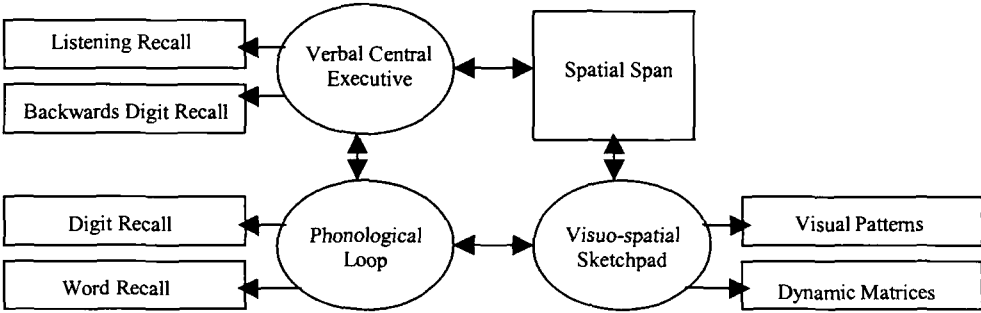 Listening Recall
Verbal Central
Executive
Spatial Span
Backwards Digit Recall
Digit Recall
Phonological
Loop
Visuo-spatial
Sketchpad
Visual Patterns
Word Recall
Dynamic Matrices